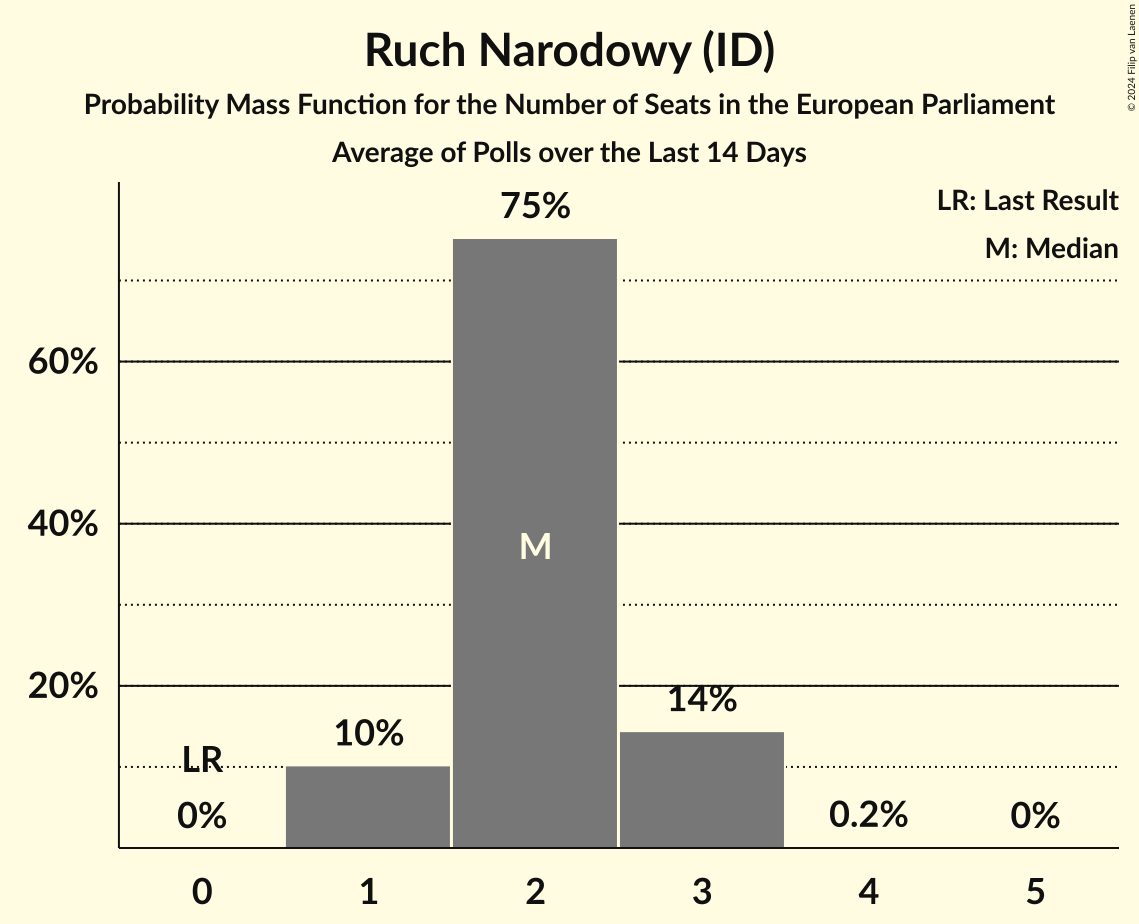 Ruch Narodowy (ID)
Probability Mass Function for the Number of Seats in the European Parliament
Average of Polls over the Last 14 Days
© 2024 Filip van Laenen
LR: Last Result
M: Median
75%
60%
40%
M
20%
14%
10%
LR
0%
0.2%
0%
0 1 2 3 4 5